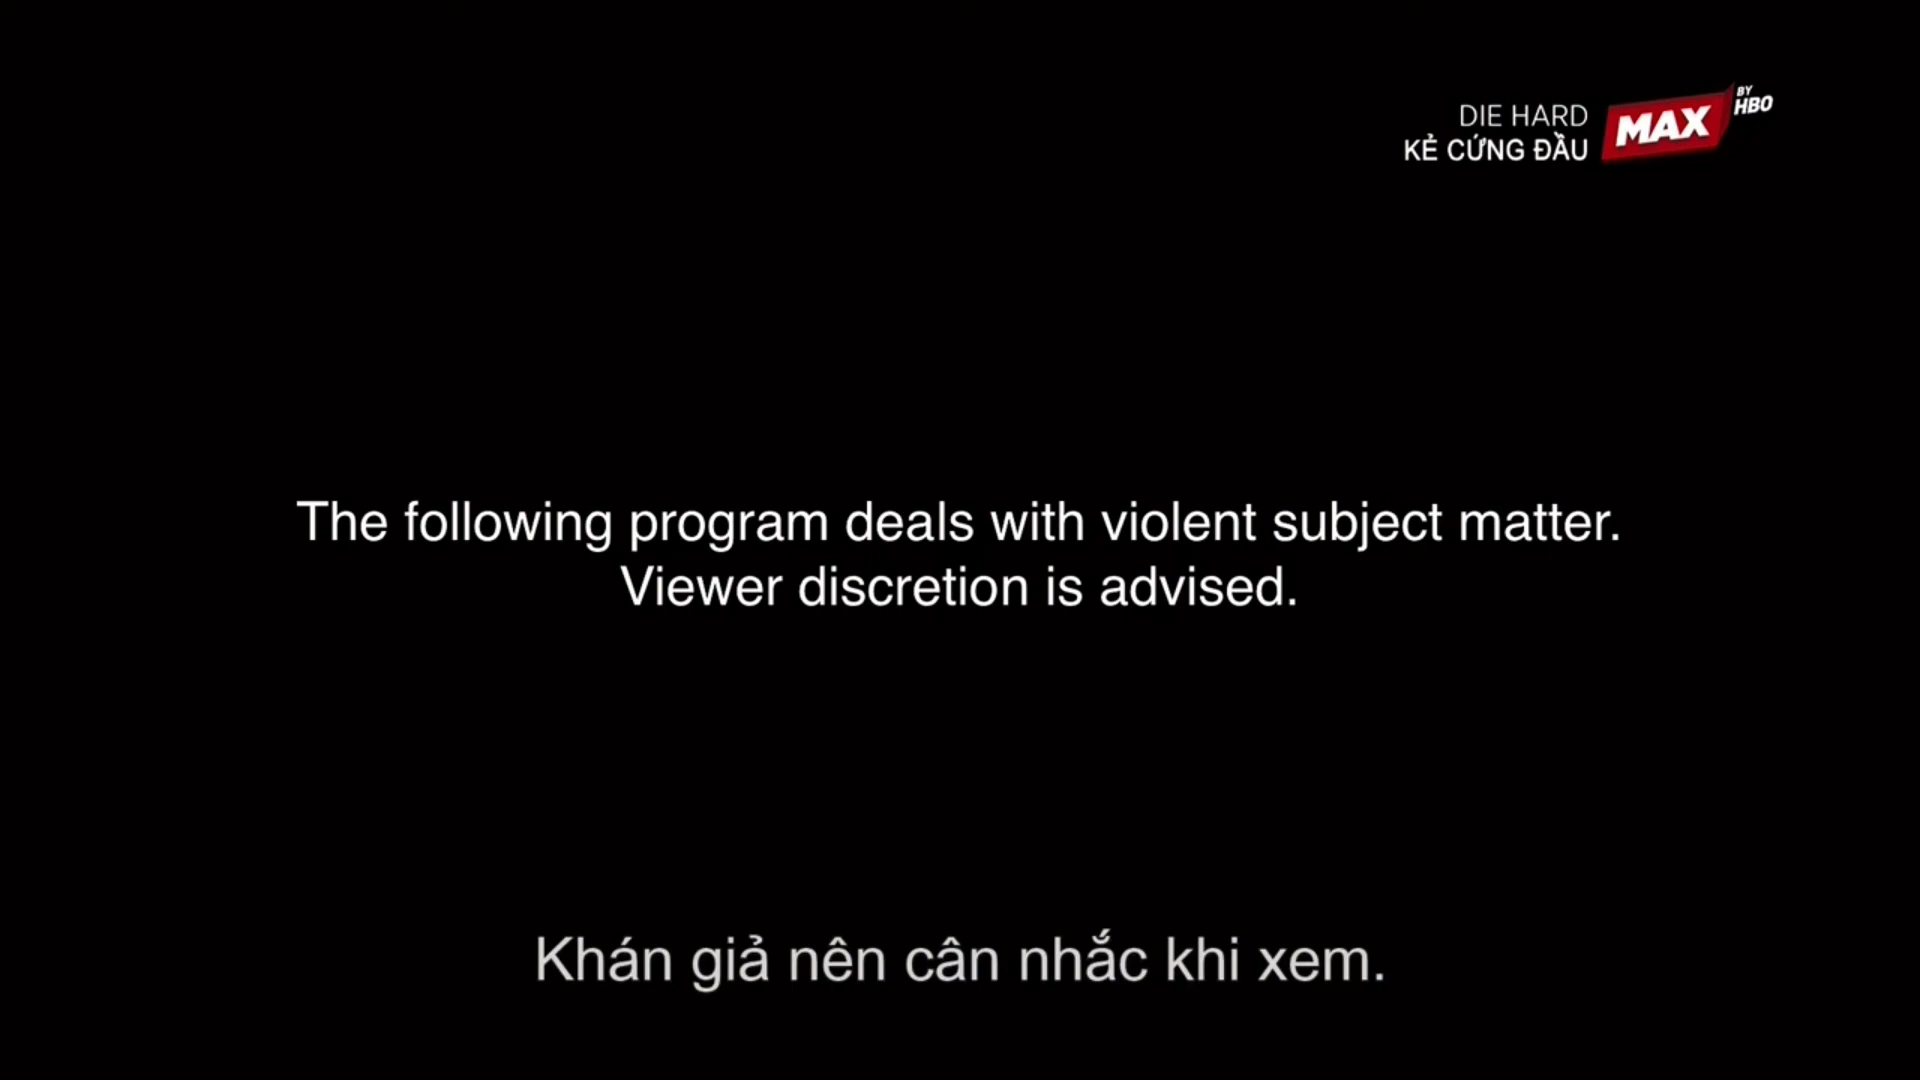 DIE HARD
KẺ CỨNG ĐẦU
MAX
BY
HBO
The following program deals with violent subject matter.
Viewer discretion is advised.
Khán giả nên cân nhắc khi xem.